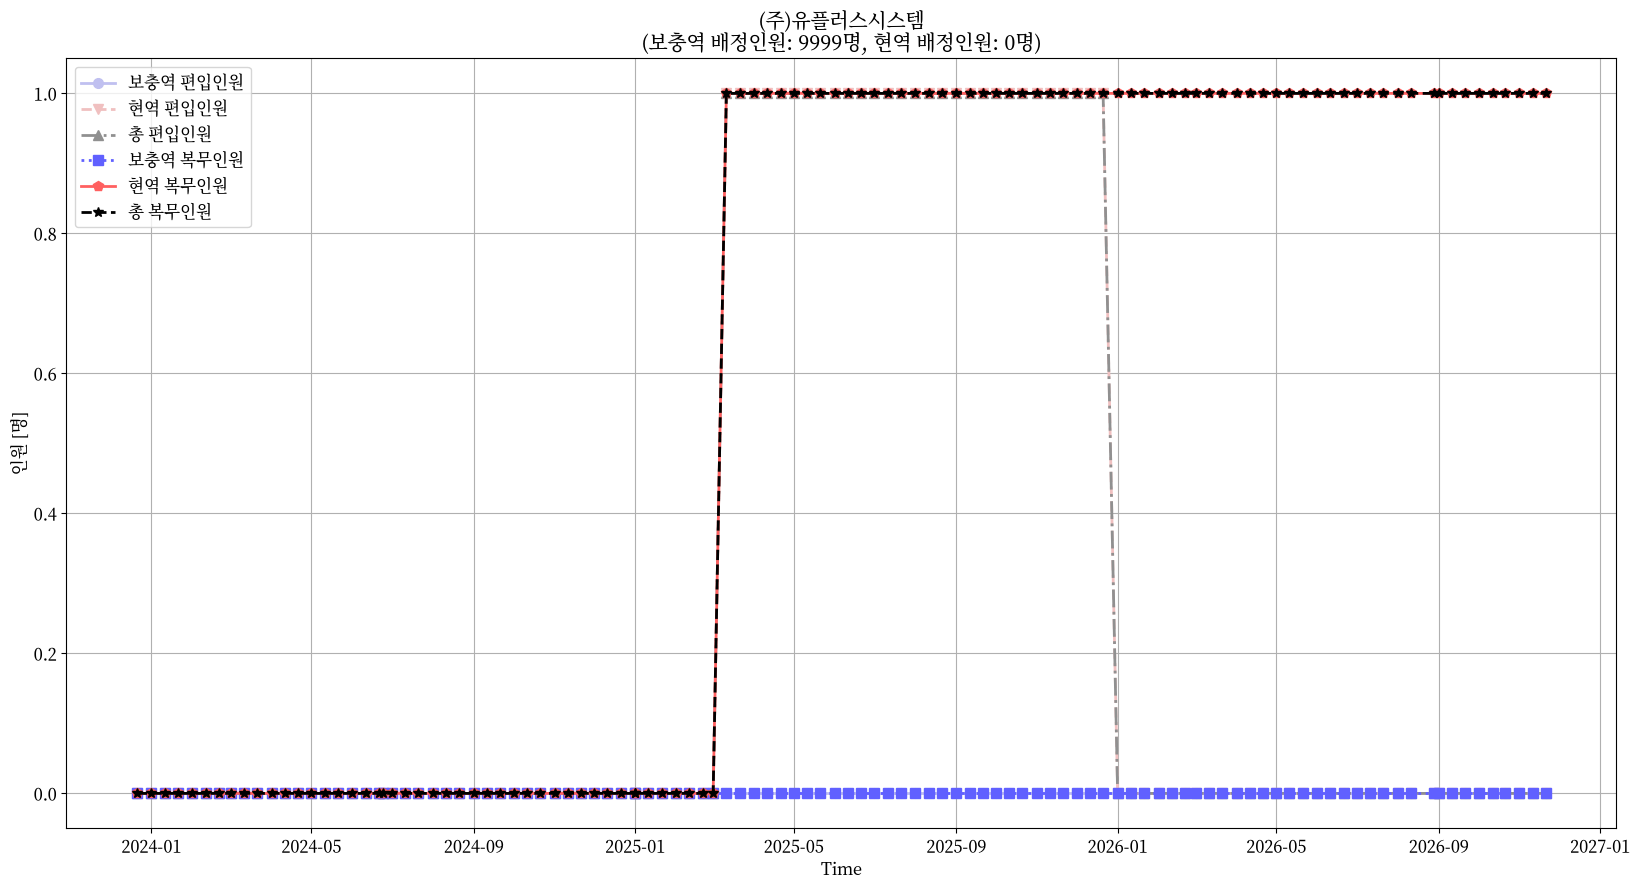 (주)유플러스시스템
(보충역 배정인원: 9999명, 현역 배정인원: 0명)
보충역 편입인원
현역 편입인원
총 편입인원
보충역 복무인원
현역 복무인원
총 복무인원
1.0
0.8
0.6
0.4
0.2
0.0
인원 [명]
2024-01
2024-05
2024-09
2025-01
2025-05
2025-09
2026-01
2026-05
2026-09
2027-01
Time